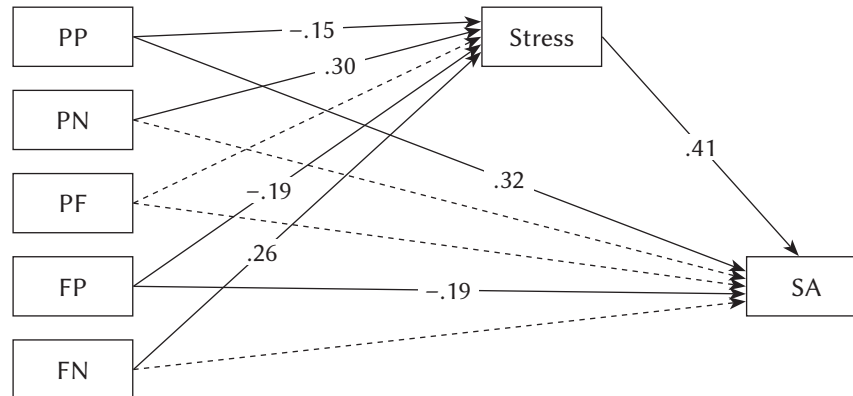 PP
−.15
Stress
.30
PN
.41
PF
−.19
.32
.26
FP
−.19
SA
FN